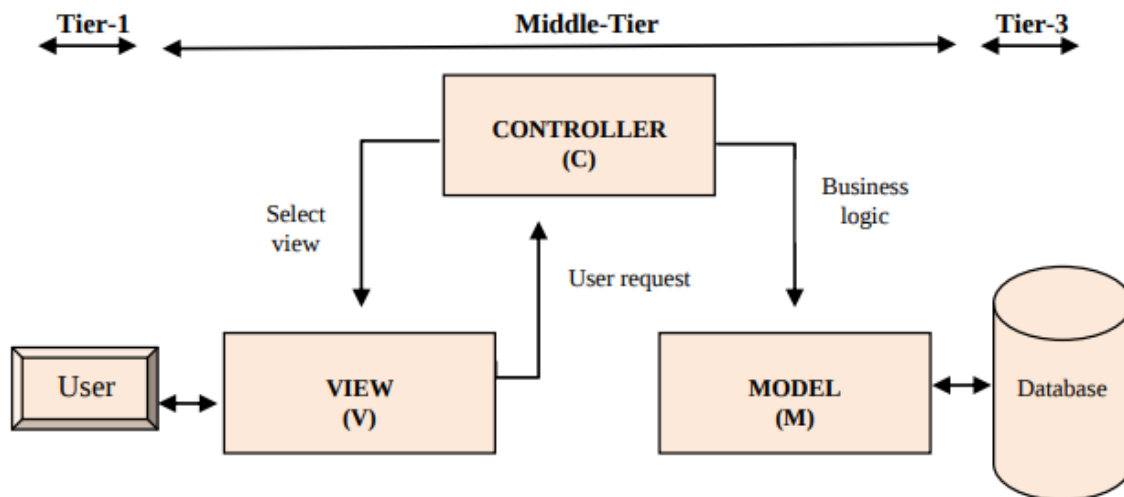 Tier-1
Middle-Tier
Tier-3
CONTROLLER
(C)
Select
view
Business
logic
User request
User
VIEW
(V)
MODEL
(M)
Database